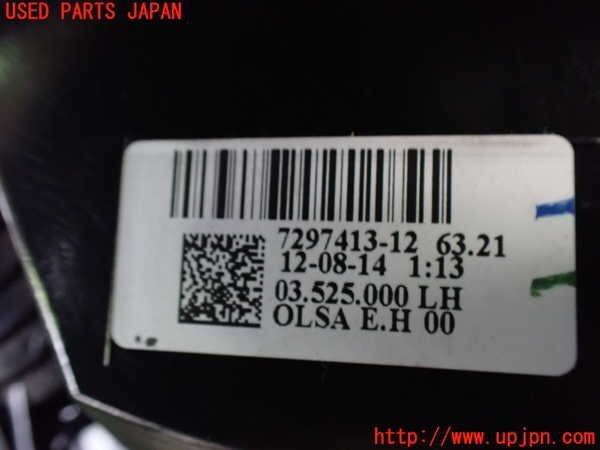 USED PARTS JAPAN
7297413-12 63.21
12-08-14 1:13
03.525.000 LH
OLSA E.H 00
http://www.upjpn.com/